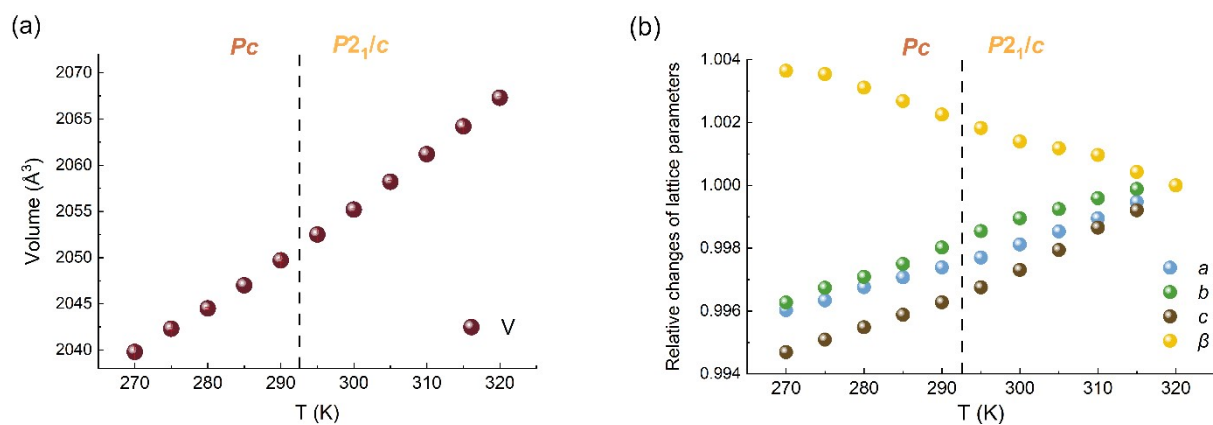 (a)
Pc P2₁/c
2070
2065
2060
2055
2050
2045
2040
Volume (Å³)
V
270 280 290 300 310 320
T (K)
(b)
Pc P2₁/c
1.004
1.002
1.000
0.998
0.996
0.994
Relative changes of lattice parameters
a
b
c
β
270 280 290 300 310 320
T (K)